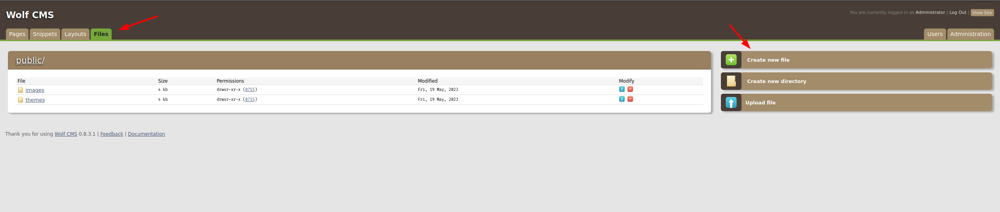 Wolf CMS
You are currently logged in as Administrator | Log Out | View Site
Pages Snippets Layouts Files Users Administration
public/
File Size Permissions Modified Modify
images 4 kb drwxr-xr-x (0755) Fri, 19 May, 2023
themes 4 kb drwxr-xr-x (0755) Fri, 19 May, 2023
Create new file
Create new directory
Upload file
Thank you for using Wolf CMS 0.8.3.1 | Feedback | Documentation